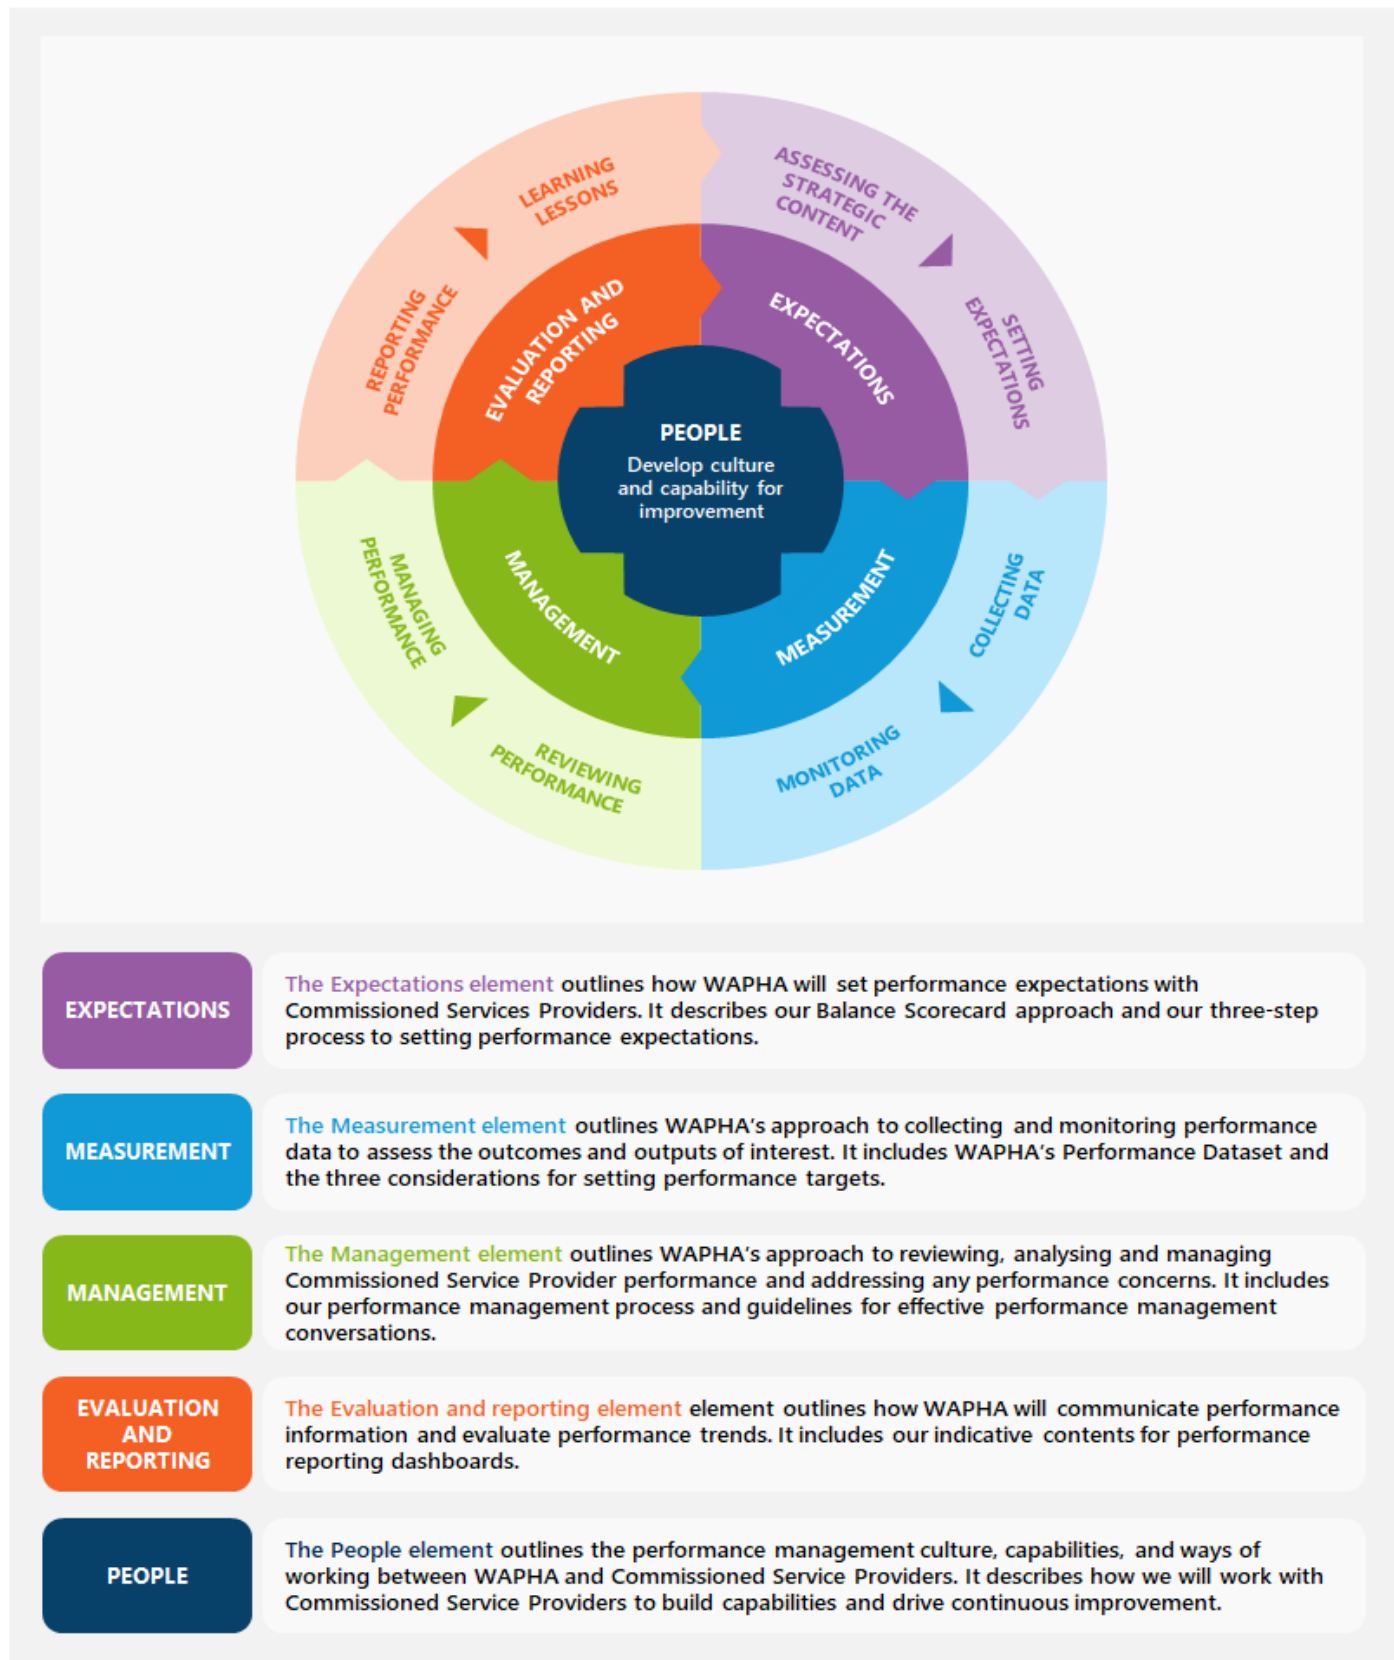 LEARNING
LESSONS
ASSESSING THE
STRATEGIC
CONTENT
REPORTING
PERFORMANCE
EVALUATION AND
REPORTING
EXPECTATIONS
SETTING
EXPECTATIONS
PEOPLE
Develop culture
and capability for
improvement
MANAGING
PERFORMANCE
MANAGEMENT
MEASUREMENT
COLLECTING
DATA
REVIEWING
PERFORMANCE
MONITORING
DATA
EXPECTATIONS
The Expectations element outlines how WAPHA will set performance expectations with
Commissioned Services Providers. It describes our Balance Scorecard approach and our three-step
process to setting performance expectations.
MEASUREMENT
The Measurement element outlines WAPHA's approach to collecting and monitoring performance
data to assess the outcomes and outputs of interest. It includes WAPHA's Performance Dataset and
the three considerations for setting performance targets.
MANAGEMENT
The Management element outlines WAPHA's approach to reviewing, analysing and managing
Commissioned Service Provider performance and addressing any performance concerns. It includes
our performance management process and guidelines for effective performance management
conversations.
EVALUATION
AND
REPORTING
The Evaluation and reporting element element outlines how WAPHA will communicate performance
information and evaluate performance trends. It includes our indicative contents for performance
reporting dashboards.
PEOPLE
The People element outlines the performance management culture, capabilities, and ways of
working between WAPHA and Commissioned Service Providers. It describes how we will work with
Commissioned Service Providers to build capabilities and drive continuous improvement.